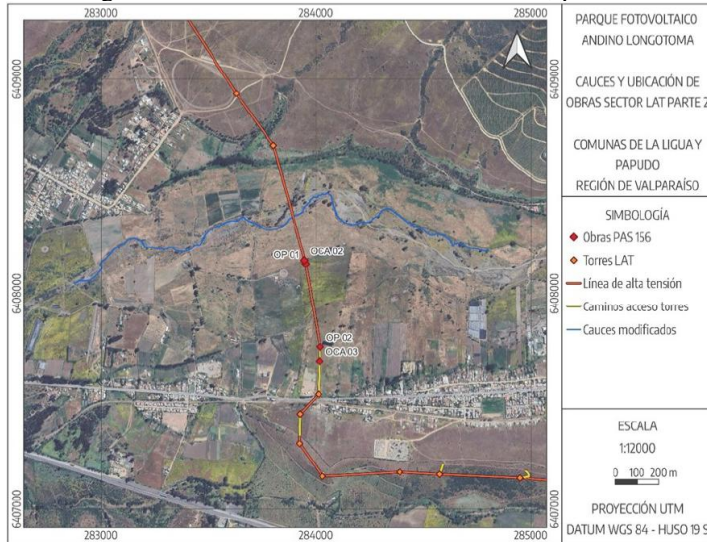 283000
284000
285000
6409000
6409000
6408000
6408000
6407000
6407000
OP 01
OCA 02
OP 02
OCA 03
283000
284000
285000
PARQUE FOTOVOLTAICO
ANDINO LONGOTOMA
CAUCES Y UBICACIÓN DE
OBRAS SECTOR LAT PARTE 2
COMUNAS DE LA LIGUA Y
PAPUDO
REGIÓN DE VALPARAÍSO
SIMBOLOGÍA
Obras PAS 156
Torres LAT
Línea de alta tensión
Caminos acceso torres
Cauces modificados
ESCALA
1:12000
0 100 200 m
PROYECCIÓN UTM
DATUM WGS 84 - HUSO 19 S